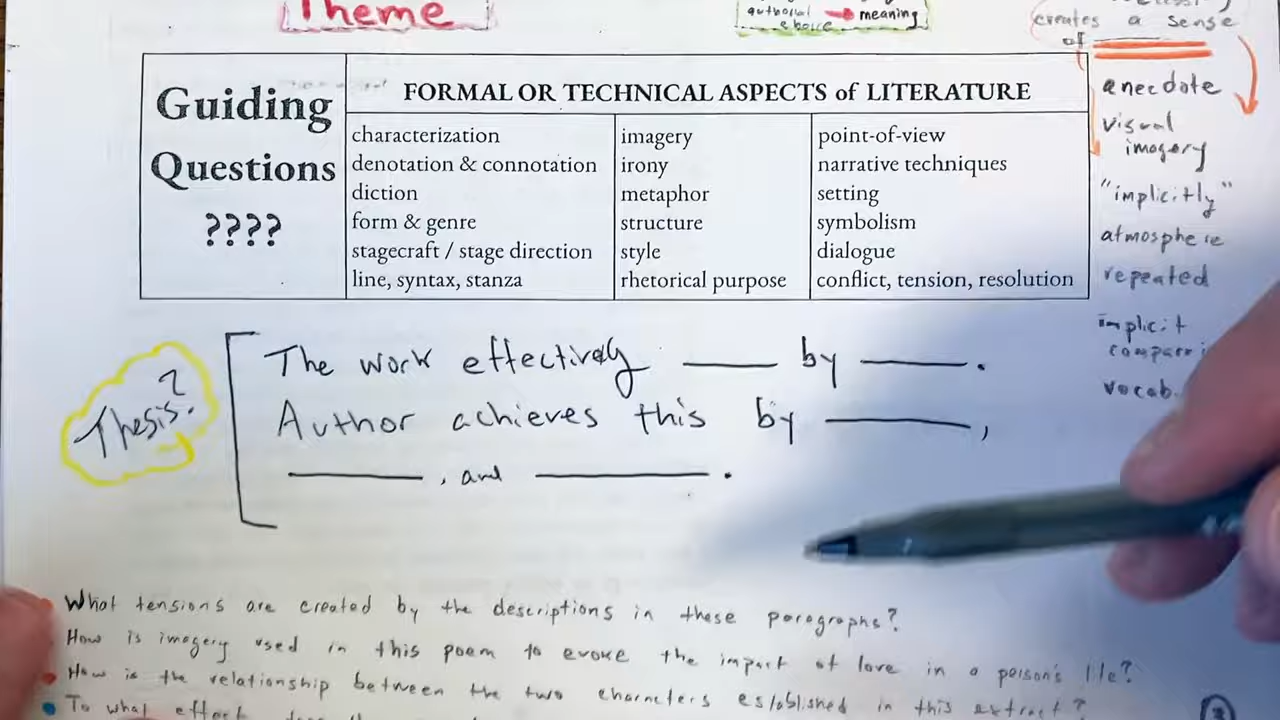 Theme
authorial → meaning
choice
creates a sense
of
Guiding
Questions
????
FORMAL OR TECHNICAL ASPECTS of LITERATURE
characterization
denotation & connotation
diction
form & genre
stagecraft / stage direction
line, syntax, stanza
imagery
irony
metaphor
structure
style
rhetorical purpose
point-of-view
narrative techniques
setting
symbolism
dialogue
conflict, tension, resolution
anecdote
visual
imagery
"implicitly"
atmosphere
repeated
implicit
vocab.
Thesis?
The work effectively ____ by ____.
Author achieves this by ____,
____, and ____.
What tensions are created by the descriptions in these paragraphs?
How is imagery used in this poem to evoke the impact of love in a person's life?
How is the relationship between the two characters established in this extract?
To what effect